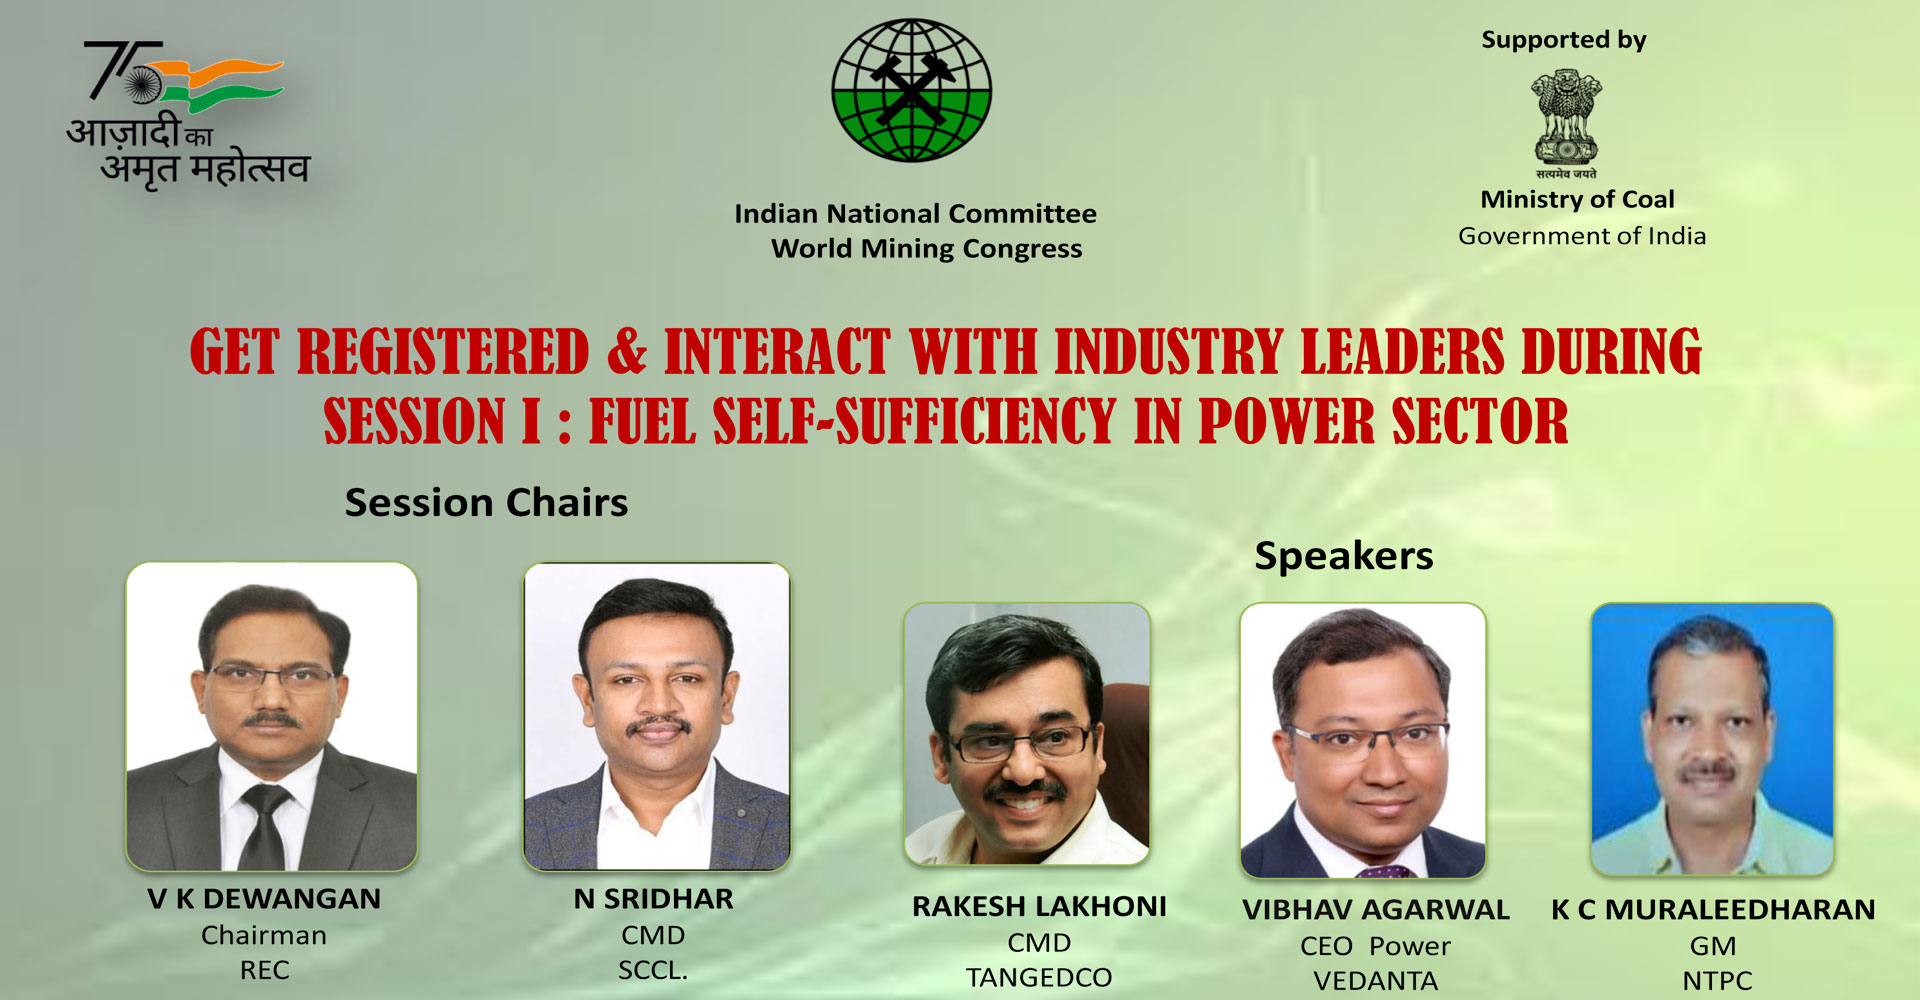 75
आज़ादी का
अमृत महोत्सव
Indian National Committee
World Mining Congress
Supported by
सत्यमेव जयते
Ministry of Coal
Government of India
GET REGISTERED & INTERACT WITH INDUSTRY LEADERS DURING
SESSION I : FUEL SELF-SUFFICIENCY IN POWER SECTOR
Session Chairs
V K DEWANGAN
Chairman
REC
N SRIDHAR
CMD
SCCL.
Speakers
RAKESH LAKHONI
CMD
TANGEDCO
VIBHAV AGARWAL
CEO Power
VEDANTA
K C MURALEEDHARAN
GM
NTPC